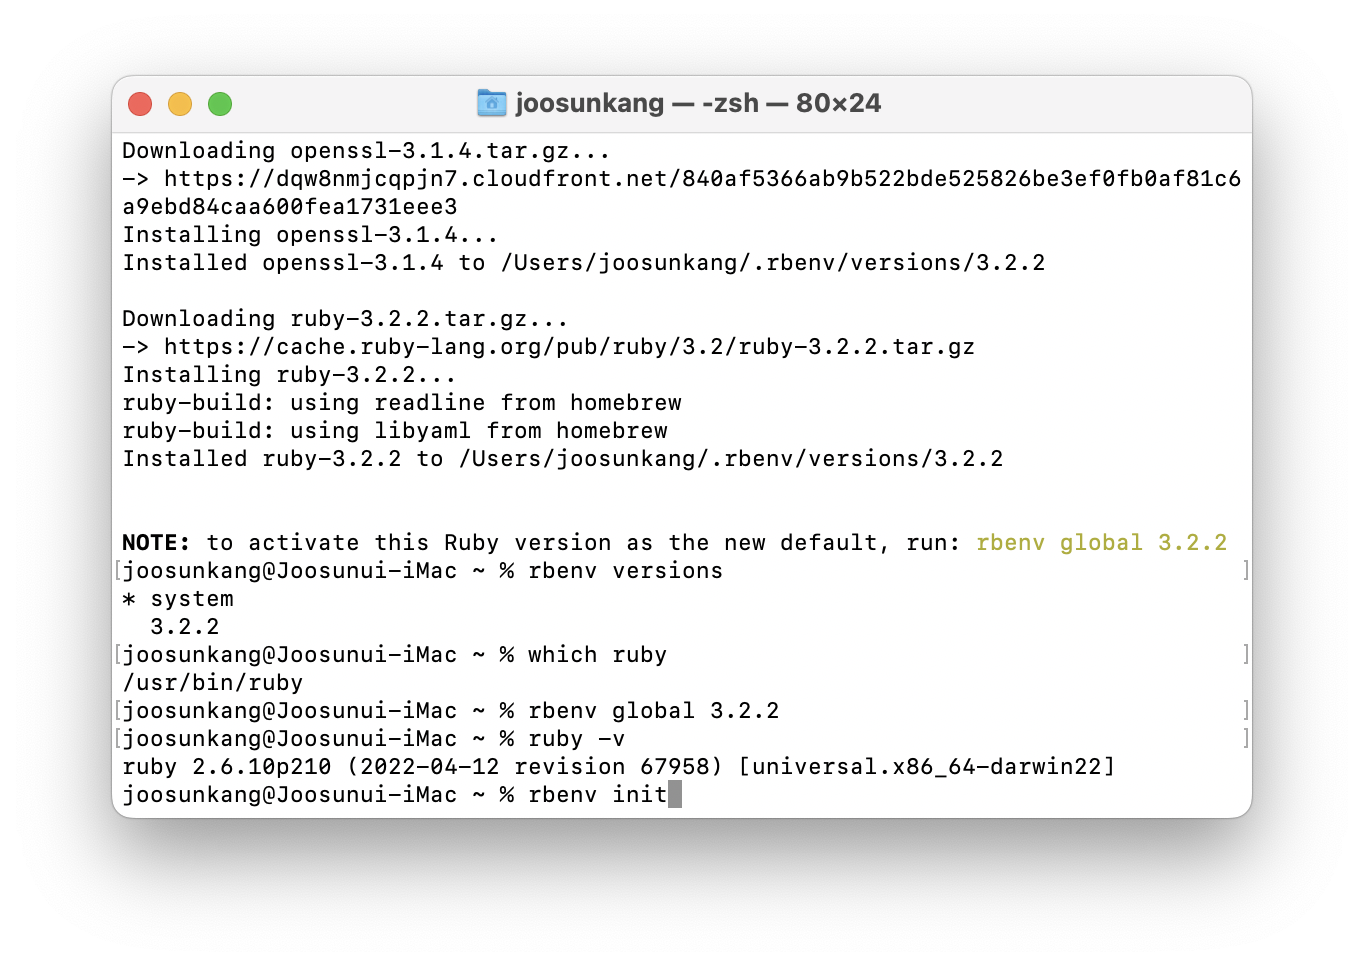 joosunkang — -zsh — 80×24
Downloading openssl-3.1.4.tar.gz...
-> https://dqw8nmjcqpjn7.cloudfront.net/840af5366ab9b522bde525826be3ef0fb0af81c6
a9ebd84caa600fea1731eee3
Installing openssl-3.1.4...
Installed openssl-3.1.4 to /Users/joosunkang/.rbenv/versions/3.2.2
Downloading ruby-3.2.2.tar.gz...
-> https://cache.ruby-lang.org/pub/ruby/3.2/ruby-3.2.2.tar.gz
Installing ruby-3.2.2...
ruby-build: using readline from homebrew
ruby-build: using libyaml from homebrew
Installed ruby-3.2.2 to /Users/joosunkang/.rbenv/versions/3.2.2
NOTE: to activate this Ruby version as the new default, run: rbenv global 3.2.2
[joosunkang@Joosunui-iMac ~ % rbenv versions ]
* system
  3.2.2
[joosunkang@Joosunui-iMac ~ % which ruby ]
/usr/bin/ruby
[joosunkang@Joosunui-iMac ~ % rbenv global 3.2.2 ]
[joosunkang@Joosunui-iMac ~ % ruby -v ]
ruby 2.6.10p210 (2022-04-12 revision 67958) [universal.x86_64-darwin22]
joosunkang@Joosunui-iMac ~ % rbenv init